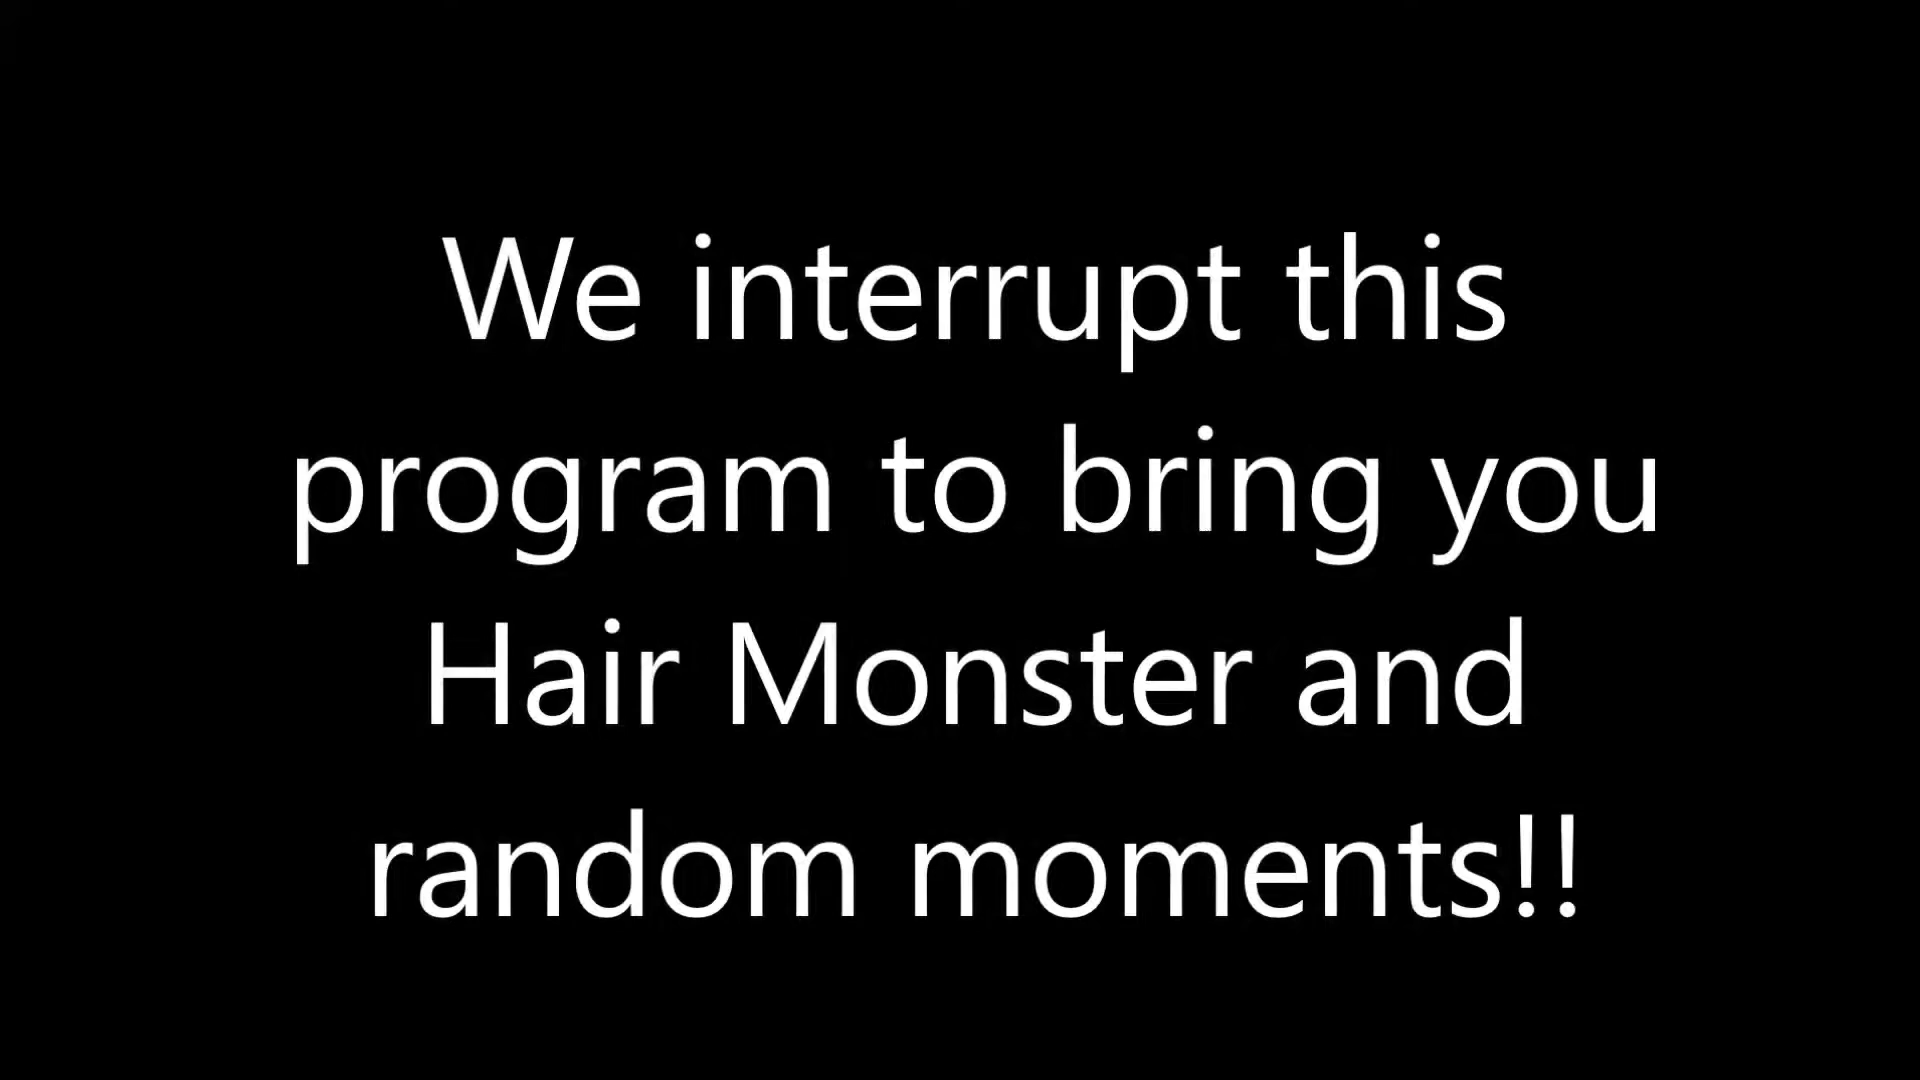 We interrupt this
program to bring you
Hair Monster and
random moments!!